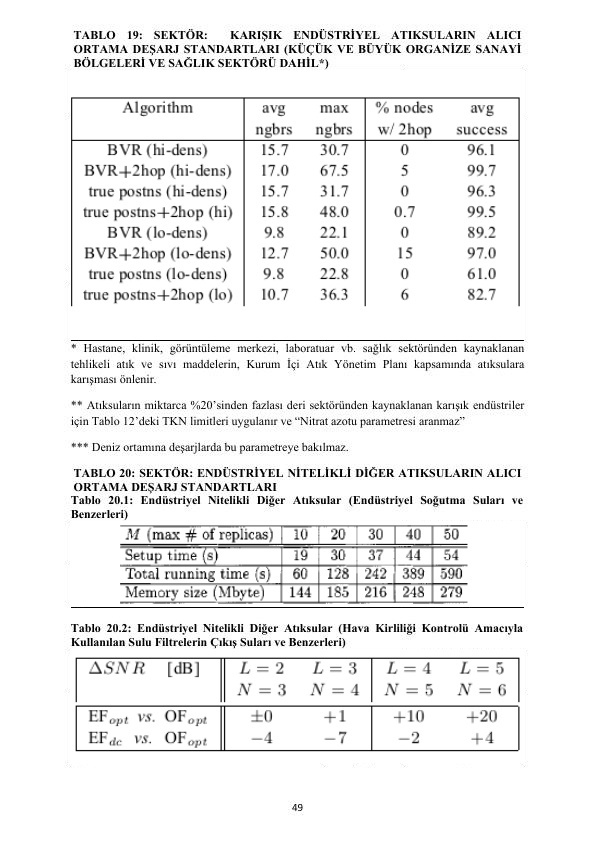 TABLO 19: SEKTÖR: KARIŞIK ENDÜSTRİYEL ATIKSULARIN ALICI
ORTAMA DEŞARJ STANDARTLARI (KÜÇÜK VE BÜYÜK ORGANİZE SANAYİ
BÖLGELERİ VE SAĞLIK SEKTÖRÜ DAHİL*)
Algorithm avg max % nodes avg
ngbrs ngbrs w/ 2hop success
BVR (hi-dens) 15.7 30.7 0 96.1
BVR+2hop (hi-dens) 17.0 67.5 5 99.7
true postns (hi-dens) 15.7 31.7 0 96.3
true postns+2hop (hi) 15.8 48.0 0.7 99.5
BVR (lo-dens) 9.8 22.1 0 89.2
BVR+2hop (lo-dens) 12.7 50.0 15 97.0
true postns (lo-dens) 9.8 22.8 0 61.0
true postns+2hop (lo) 10.7 36.3 6 82.7
* Hastane, klinik, görüntüleme merkezi, laboratuar vb. sağlık sektöründen kaynaklanan
tehlikeli atık ve sıvı maddelerin, Kurum İçi Atık Yönetim Planı kapsamında atıksulara
karışması önlenir.
** Atıksuların miktarca %20’sinden fazlası deri sektöründen kaynaklanan karışık endüstriler
için Tablo 12’deki TKN limitleri uygulanır ve “Nitrat azotu parametresi aranmaz”
*** Deniz ortamına deşarjlarda bu parametreye bakılmaz.
TABLO 20: SEKTÖR: ENDÜSTRİYEL NİTELİKLİ DİĞER ATIKSULARIN ALICI
ORTAMA DEŞARJ STANDARTLARI
Tablo 20.1: Endüstriyel Nitelikli Diğer Atıksular (Endüstriyel Soğutma Suları ve
Benzerleri)
M (max # of replicas) 10 20 30 40 50
Setup time (s) 19 30 37 44 54
Total running time (s) 60 128 242 389 590
Memory size (Mbyte) 144 185 216 248 279
Tablo 20.2: Endüstriyel Nitelikli Diğer Atıksular (Hava Kirliliği Kontrolü Amacıyla
Kullanılan Sulu Filtrelerin Çıkış Suları ve Benzerleri)
ΔSNR [dB] L = 2 L = 3 L = 4 L = 5
N = 3 N = 4 N = 5 N = 6
EFopt vs. OFopt ±0 +1 +10 +20
EFdc vs. OFopt −4 −7 −2 +4
49